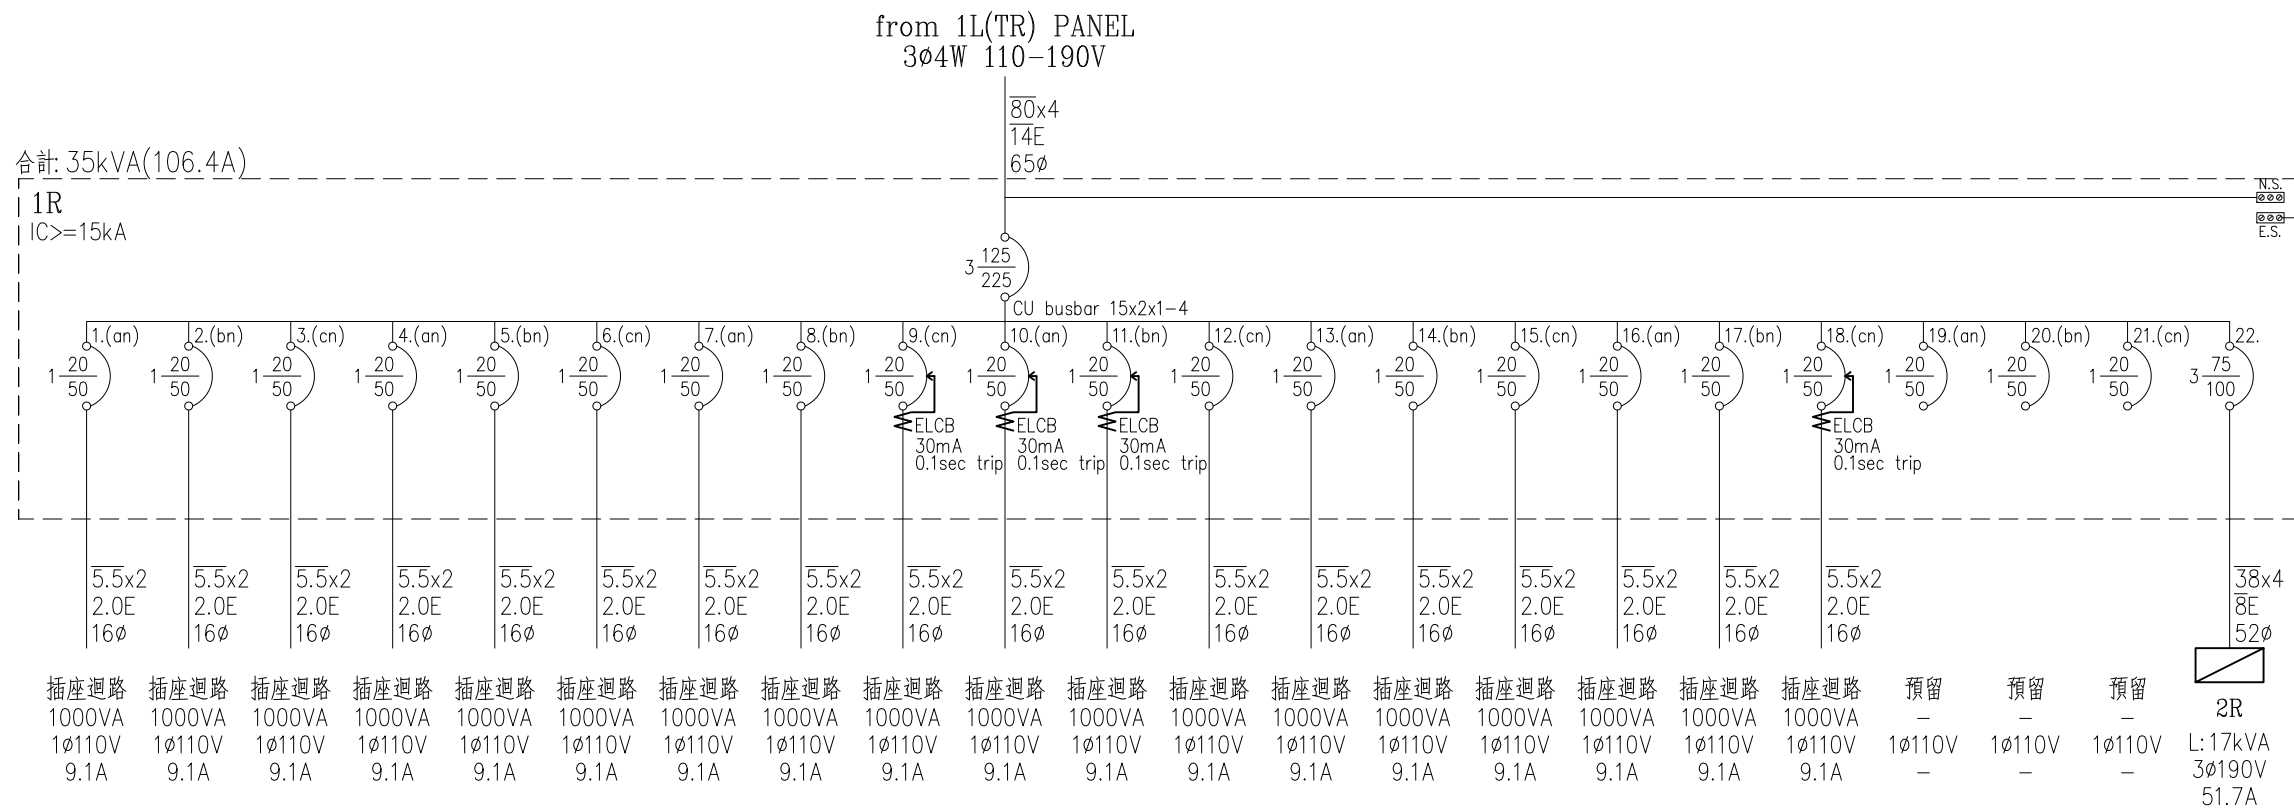 from 1L(TR) PANEL
3ø4W 110-190V
80x4
14E
65ø
合計: 35kVA(106.4A)
1R
IC>=15kA
N.S.
E.S.
3 125
225
CU busbar 15x2x1-4
1.(an) 2.(bn) 3.(cn) 4.(an) 5.(bn) 6.(cn) 7.(an) 8.(bn) 9.(cn) 10.(an) 11.(bn) 12.(cn) 13.(an) 14.(bn) 15.(cn) 16.(an) 17.(bn) 18.(cn) 19.(an) 20.(bn) 21.(cn) 22.
1 20 1 20 1 20 1 20 1 20 1 20 1 20 1 20 1 20 1 20 1 20 1 20 1 20 1 20 1 20 1 20 1 20 1 20 1 20 1 20 1 20 3 75
50 50 50 50 50 50 50 50 50 50 50 50 50 50 50 50 50 50 50 50 50 100
ELCB ELCB ELCB ELCB
30mA 30mA 30mA 30mA
0.1sec trip 0.1sec trip 0.1sec trip 0.1sec trip
5.5x2 5.5x2 5.5x2 5.5x2 5.5x2 5.5x2 5.5x2 5.5x2 5.5x2 5.5x2 5.5x2 5.5x2 5.5x2 5.5x2 5.5x2 5.5x2 5.5x2 5.5x2 38x4
2.0E 2.0E 2.0E 2.0E 2.0E 2.0E 2.0E 2.0E 2.0E 2.0E 2.0E 2.0E 2.0E 2.0E 2.0E 2.0E 2.0E 2.0E 8E
16ø 16ø 16ø 16ø 16ø 16ø 16ø 16ø 16ø 16ø 16ø 16ø 16ø 16ø 16ø 16ø 16ø 16ø 52ø
插座迴路 插座迴路 插座迴路 插座迴路 插座迴路 插座迴路 插座迴路 插座迴路 插座迴路 插座迴路 插座迴路 插座迴路 插座迴路 插座迴路 插座迴路 插座迴路 插座迴路 插座迴路 預留 預留 預留 2R
1000VA 1000VA 1000VA 1000VA 1000VA 1000VA 1000VA 1000VA 1000VA 1000VA 1000VA 1000VA 1000VA 1000VA 1000VA 1000VA 1000VA 1000VA - - - L:17kVA
1ø110V 1ø110V 1ø110V 1ø110V 1ø110V 1ø110V 1ø110V 1ø110V 1ø110V 1ø110V 1ø110V 1ø110V 1ø110V 1ø110V 1ø110V 1ø110V 1ø110V 1ø110V 1ø110V 1ø110V 1ø110V 3ø190V
9.1A 9.1A 9.1A 9.1A 9.1A 9.1A 9.1A 9.1A 9.1A 9.1A 9.1A 9.1A 9.1A 9.1A 9.1A 9.1A 9.1A 9.1A - - - 51.7A